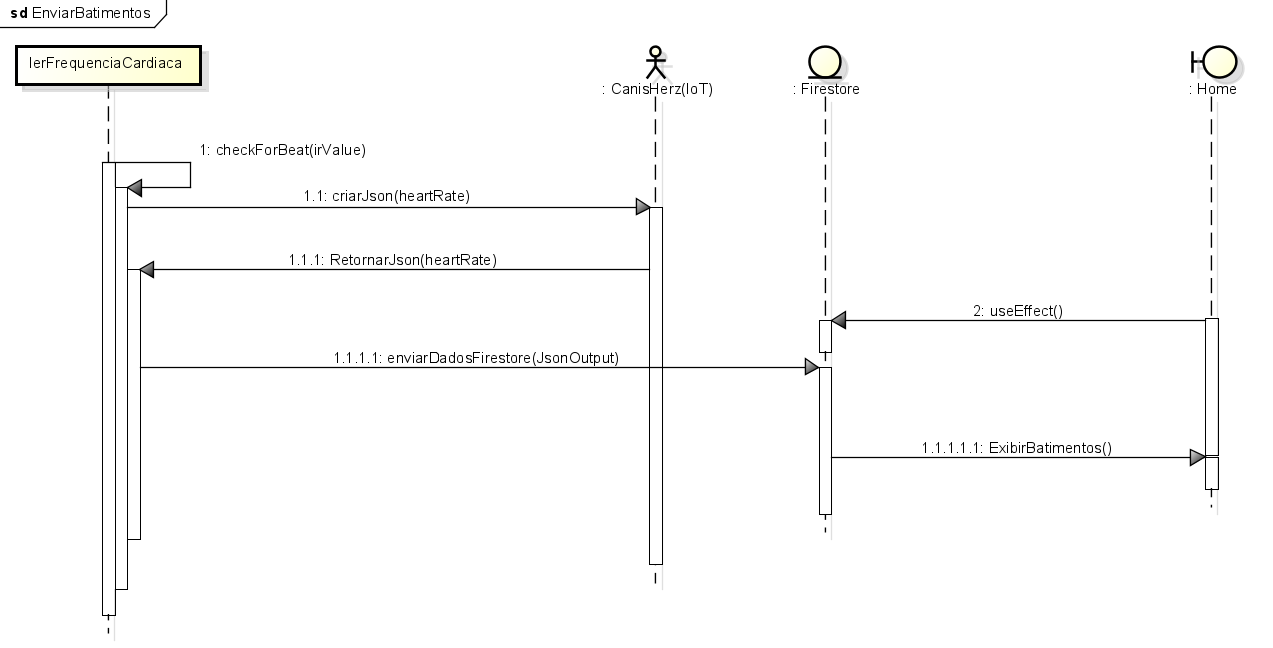 sd EnviarBatimentos
lerFrequenciaCardiaca
: CanisHerz(IoT)
: Firestore
: Home
1: checkForBeat(irValue)
1.1: criarJson(heartRate)
1.1.1: RetornarJson(heartRate)
2: useEffect()
1.1.1.1: enviarDadosFirestore(JsonOutput)
1.1.1.1.1: ExibirBatimentos()